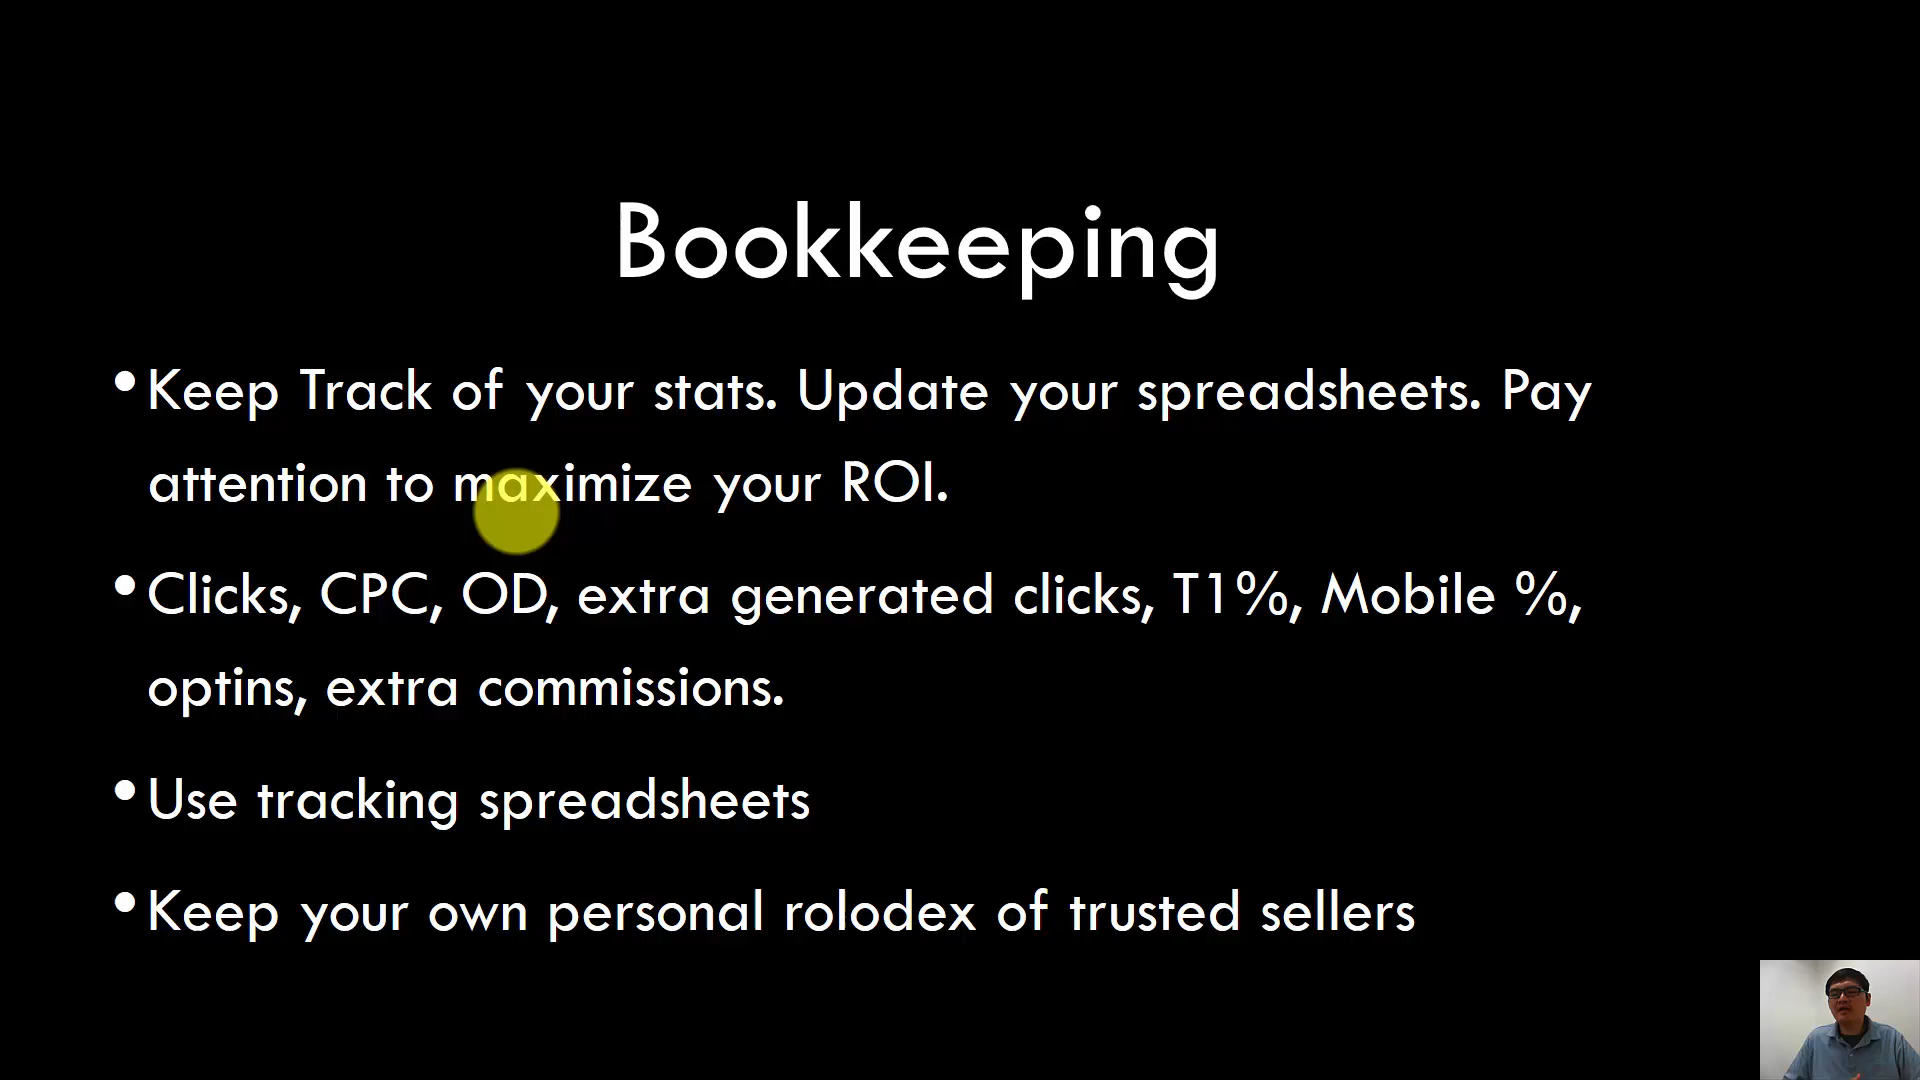 Bookkeeping
•Keep Track of your stats. Update your spreadsheets. Pay
attention to maximize your ROI.
•Clicks, CPC, OD, extra generated clicks, T1%, Mobile %,
optins, extra commissions.
•Use tracking spreadsheets
•Keep your own personal rolodex of trusted sellers